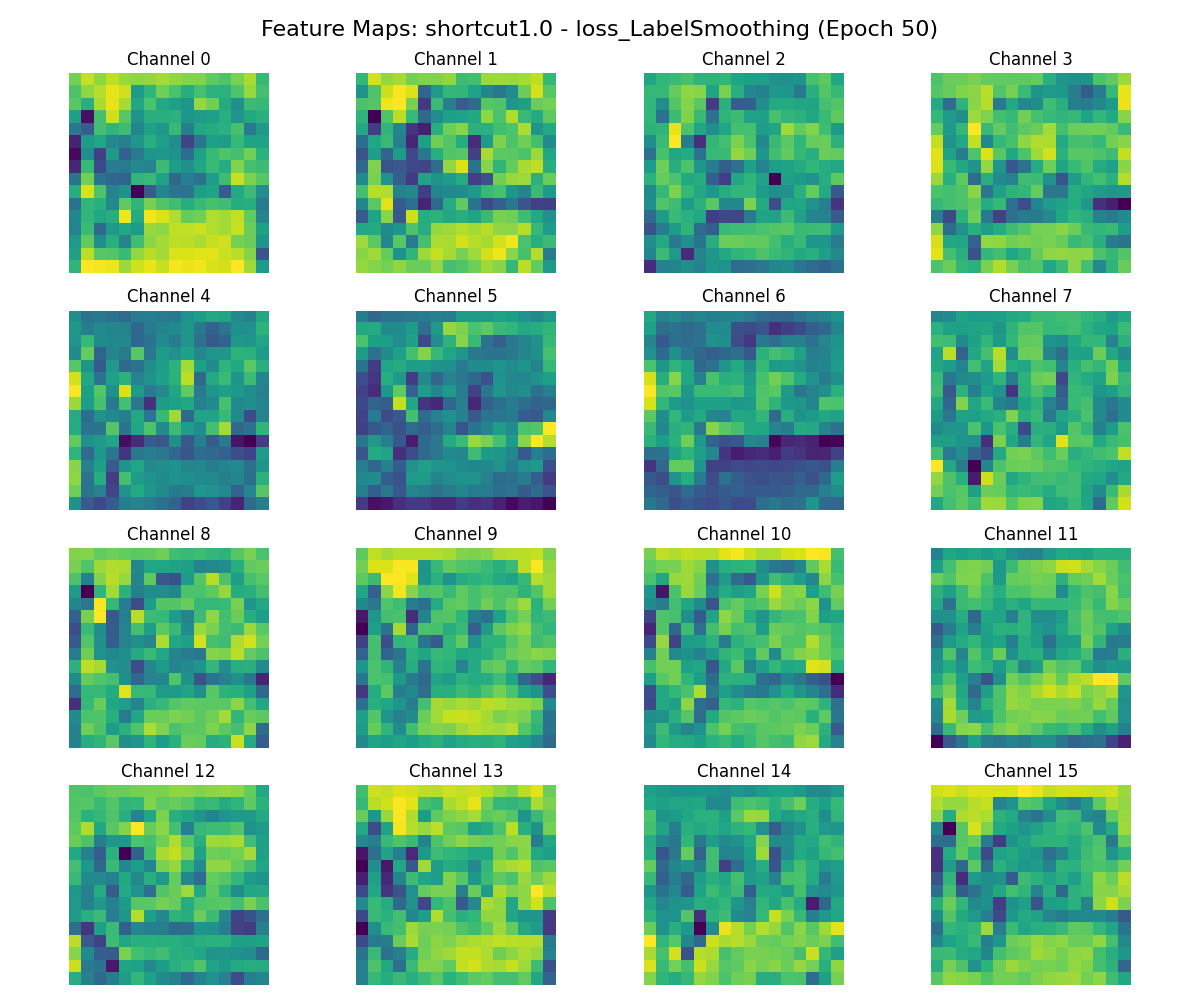 Feature Maps: shortcut1.0 - loss_LabelSmoothing (Epoch 50)
Channel 0
Channel 1
Channel 2
Channel 3
Channel 4
Channel 5
Channel 6
Channel 7
Channel 8
Channel 9
Channel 10
Channel 11
Channel 12
Channel 13
Channel 14
Channel 15